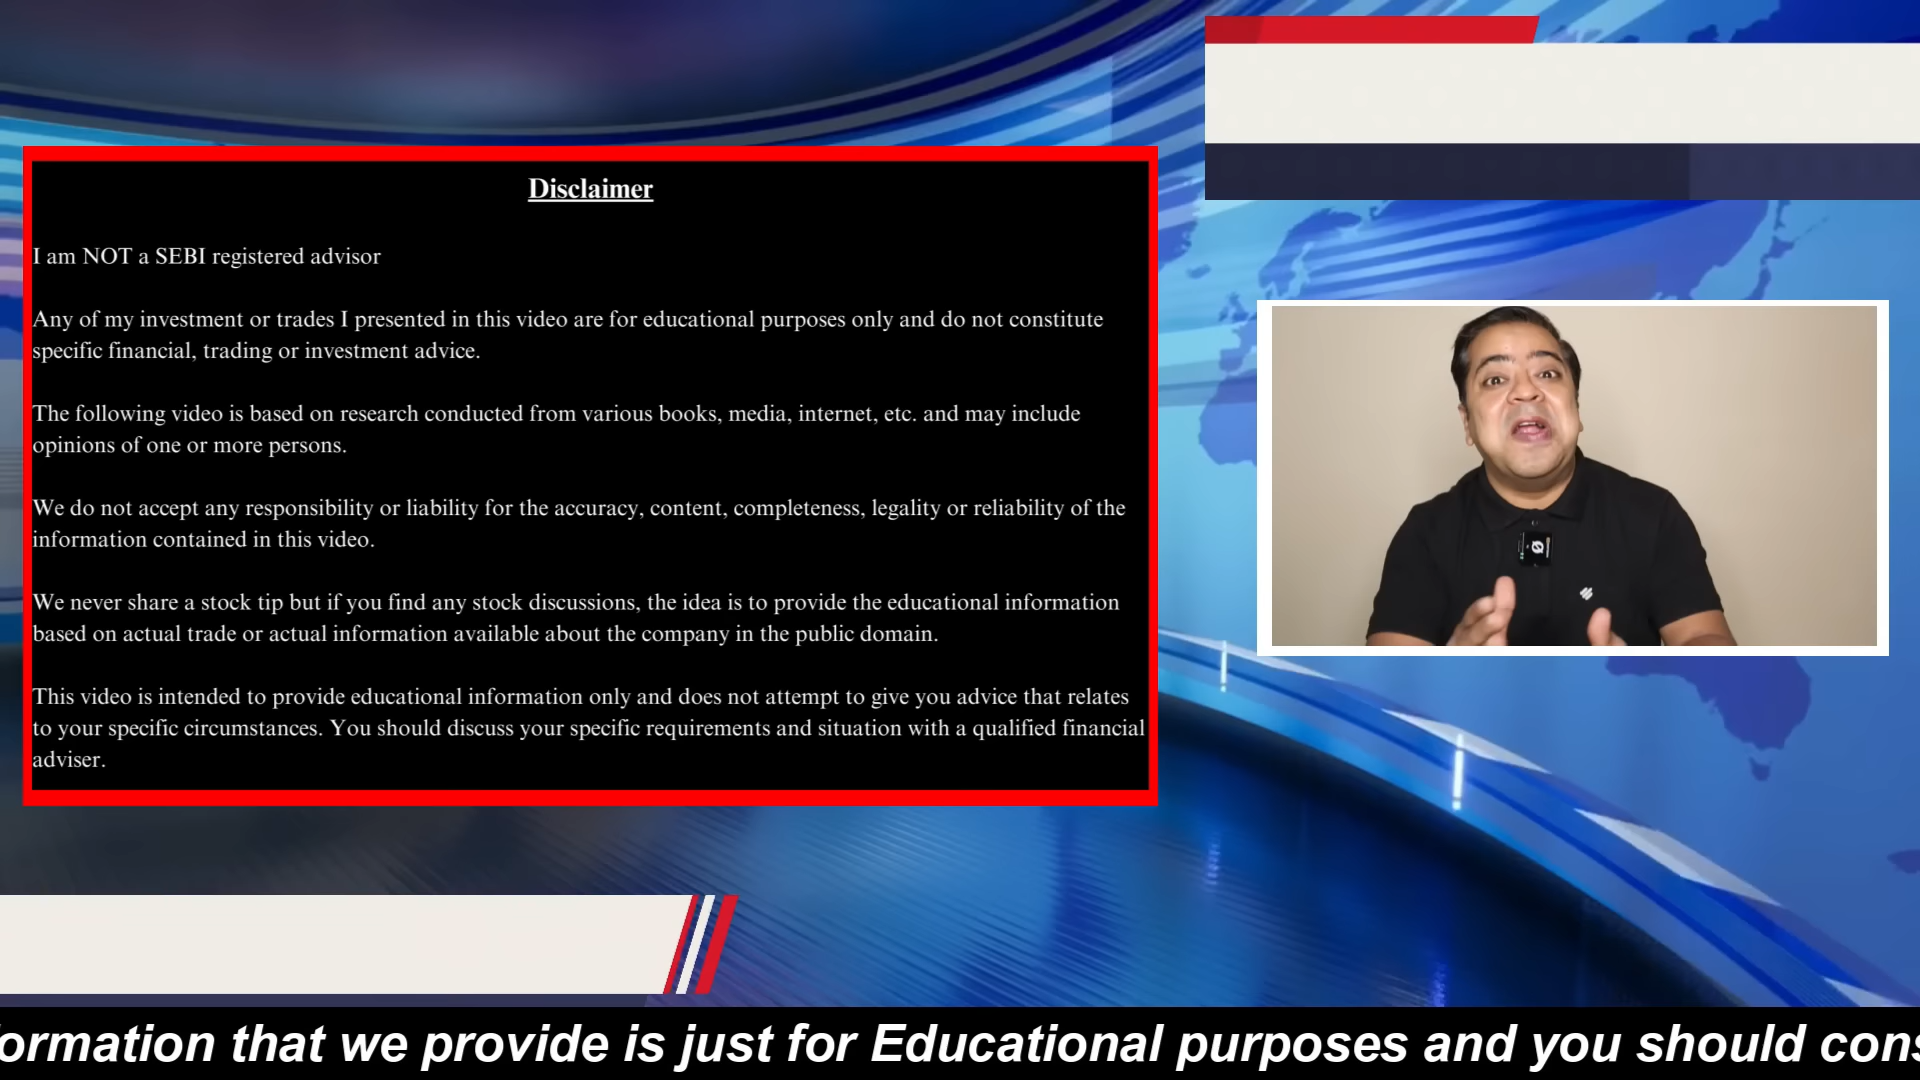 Disclaimer
I am NOT a SEBI registered advisor
Any of my investment or trades I presented in this video are for educational purposes only and do not constitute
specific financial, trading or investment advice.
The following video is based on research conducted from various books, media, internet, etc. and may include
opinions of one or more persons.
We do not accept any responsibility or liability for the accuracy, content, completeness, legality or reliability of the
information contained in this video.
We never share a stock tip but if you find any stock discussions, the idea is to provide the educational information
based on actual trade or actual information available about the company in the public domain.
This video is intended to provide educational information only and does not attempt to give you advice that relates
to your specific circumstances. You should discuss your specific requirements and situation with a qualified financial
adviser.
ormation that we provide is just for Educational purposes and you should cons